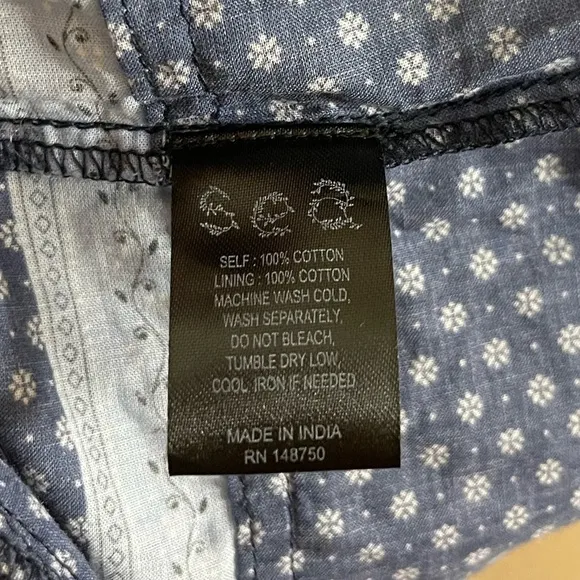 SELF : 100% COTTON
LINING : 100% COTTON
MACHINE WASH COLD,
WASH SEPARATELY,
DO NOT BLEACH,
TUMBLE DRY LOW,
COOL IRON IF NEEDED
MADE IN INDIA
RN 148750